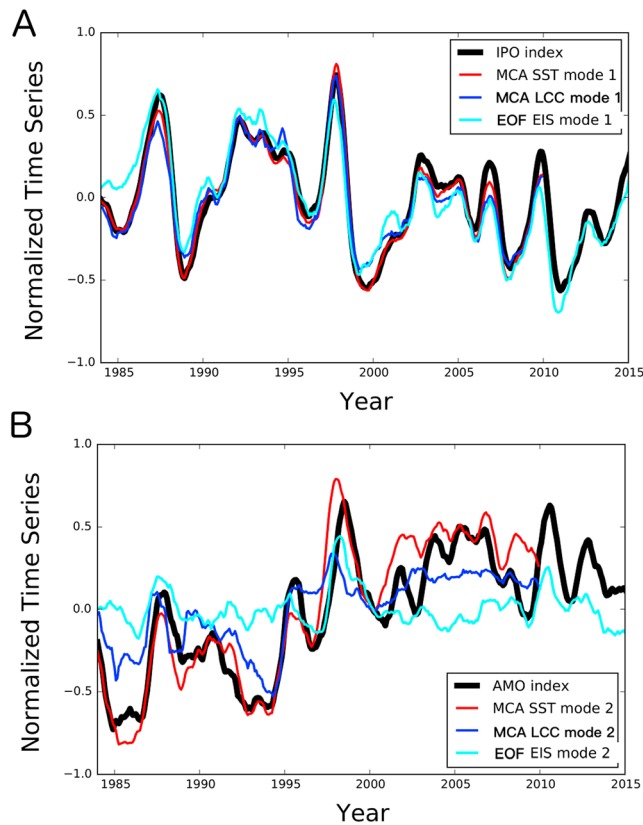 A
1.0
IPO index
MCA SST mode 1
MCA LCC mode 1
EOF EIS mode 1
0.5
Normalized Time Series
0.0
−0.5
−1.0
1985 1990 1995 2000 2005 2010 2015
Year
B
1.0
0.5
Normalized Time Series
0.0
−0.5
AMO index
MCA SST mode 2
MCA LCC mode 2
EOF EIS mode 2
−1.0
1985 1990 1995 2000 2005 2010 2015
Year